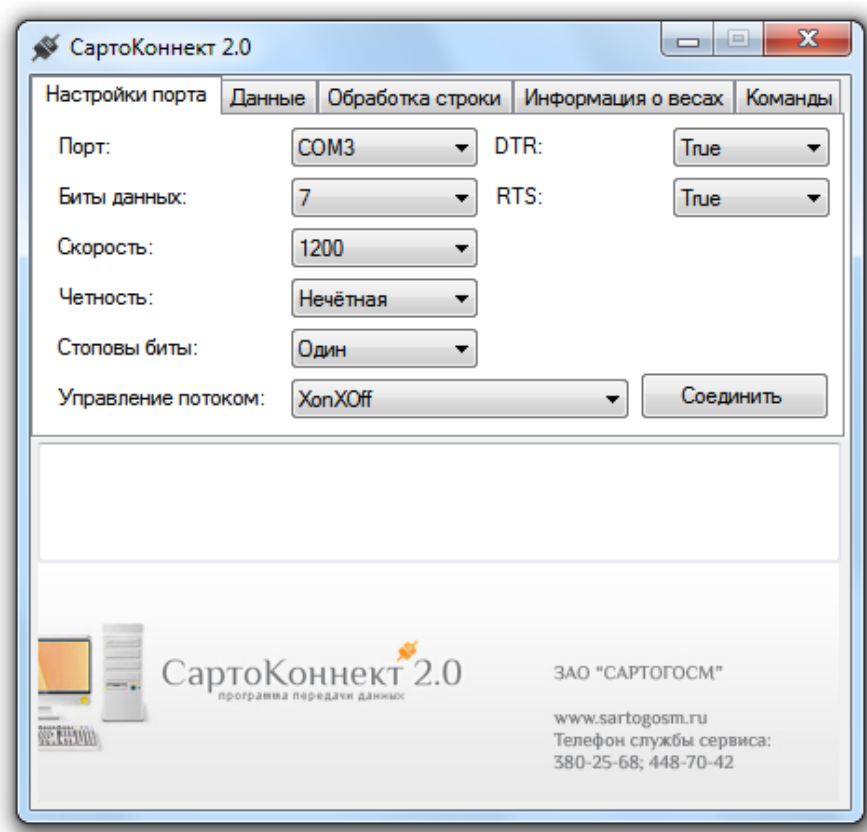 СартоКоннект 2.0
Настройки порта Данные Обработка строки Информация о весах Команды
Порт: COM3 DTR: True
Биты данных: 7 RTS: True
Скорость: 1200
Четность: Нечётная
Стоповы биты: Один
Управление потоком: XonXOff Соединить
СартоКоннект 2.0
программа передачи данных
ЗАО "САРТОГОСМ"
www.sartogosm.ru
Телефон службы сервиса:
380-25-68; 448-70-42